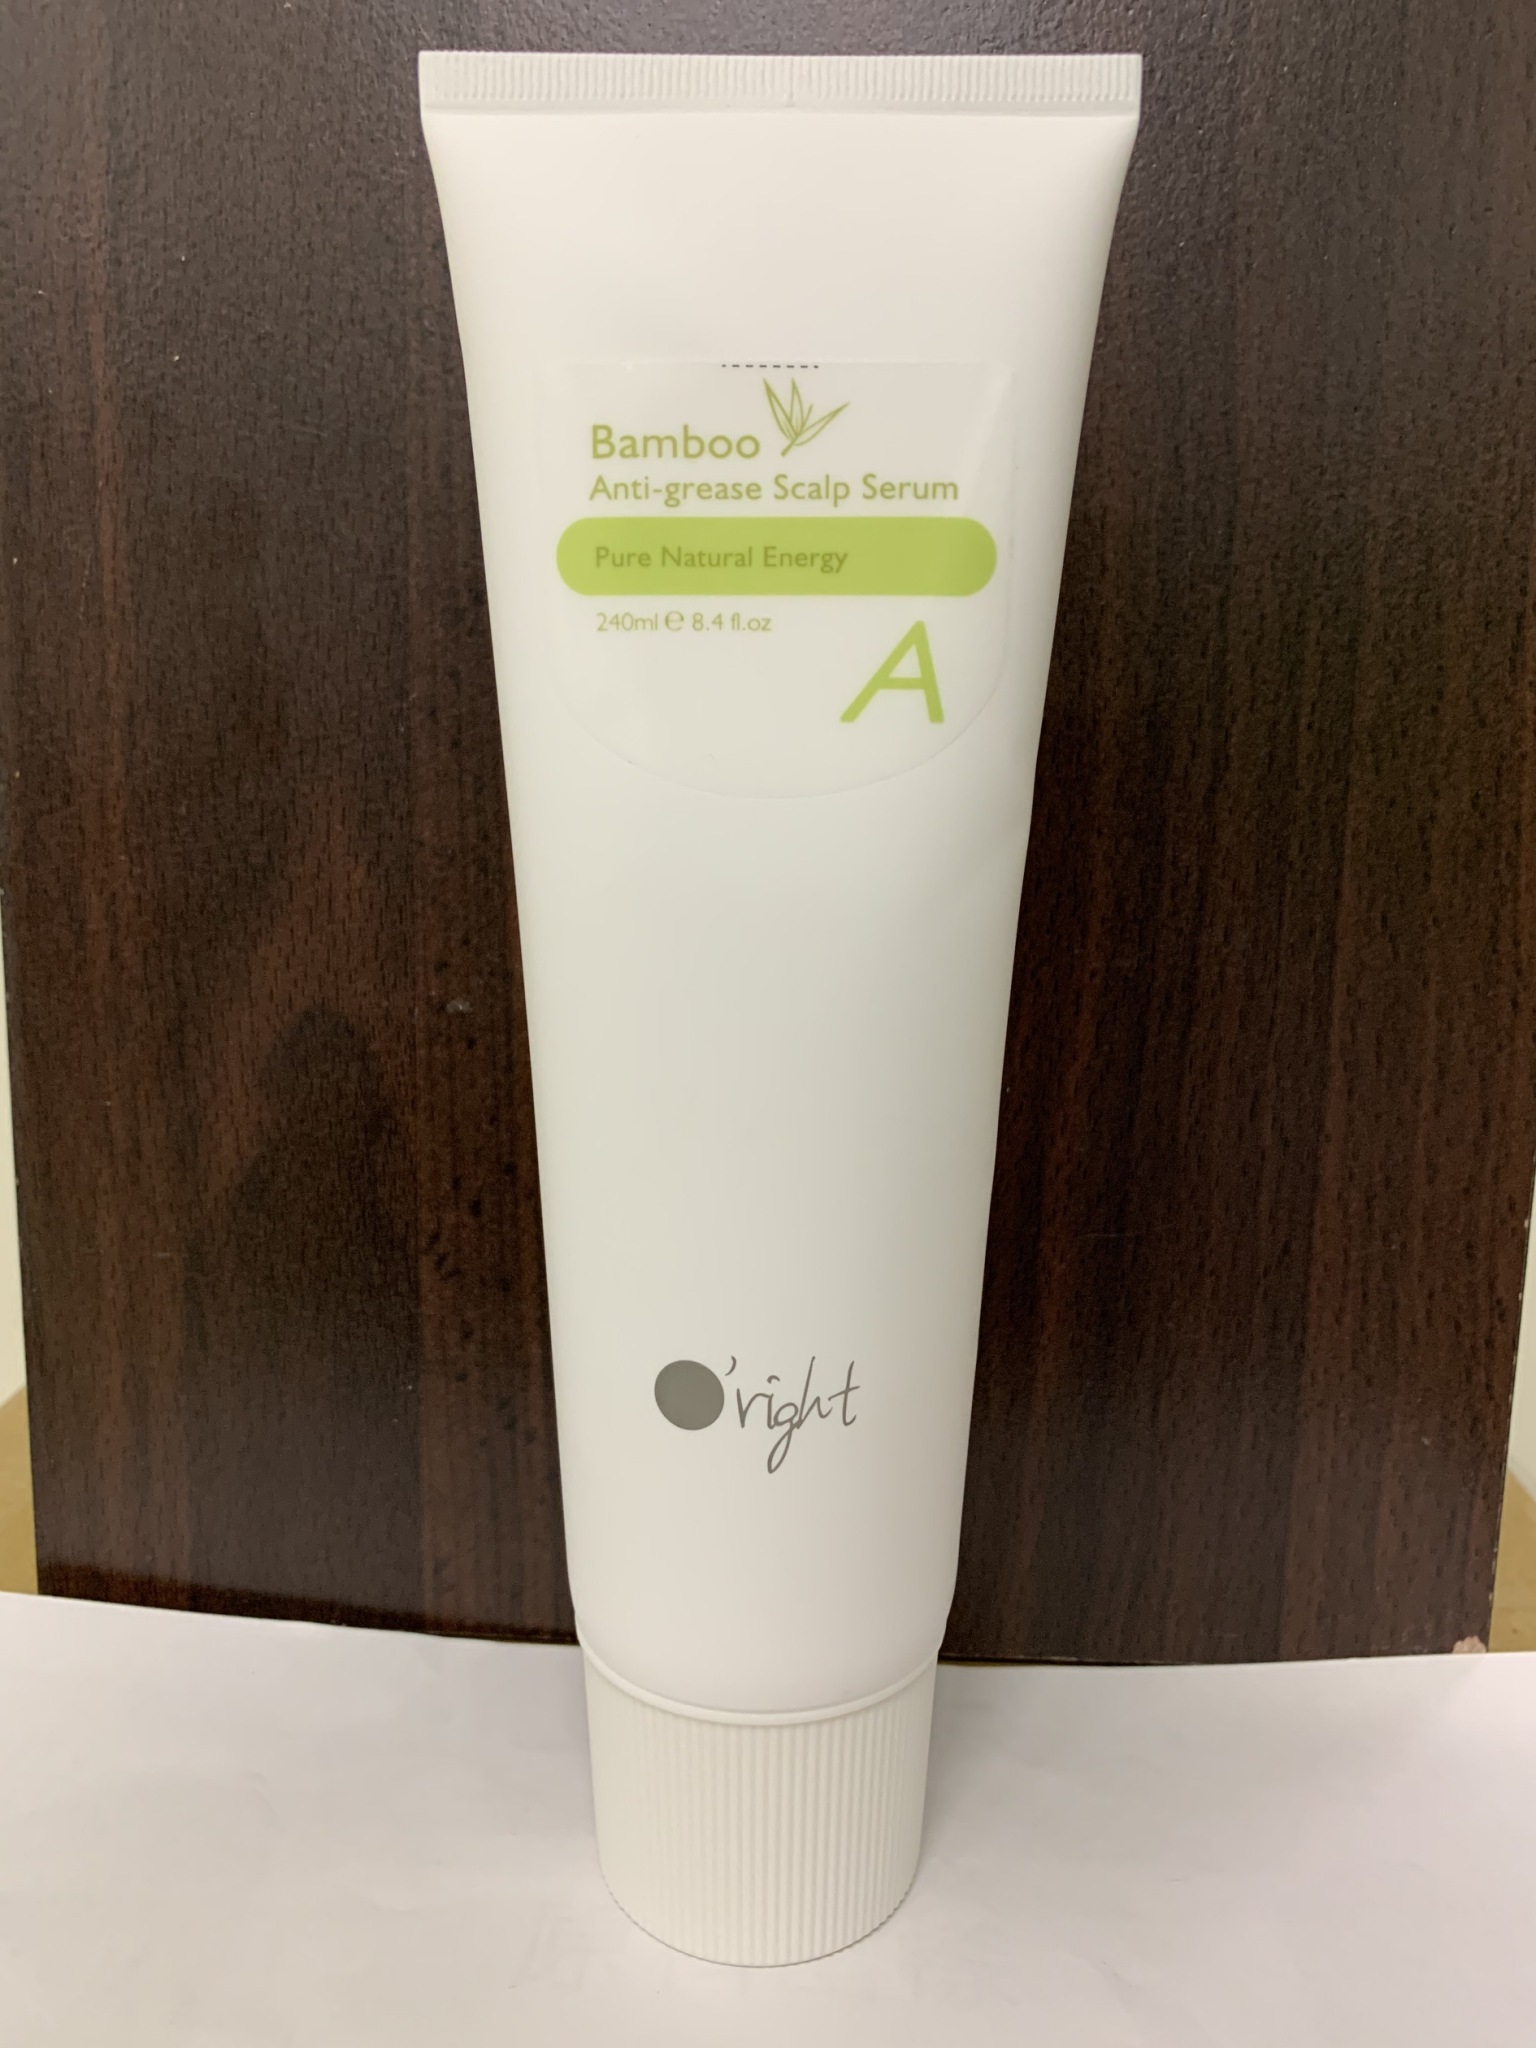 Bamboo
Anti-grease Scalp Serum
Pure Natural Energy
240ml ℮ 8.4 fl.oz
A
O'right